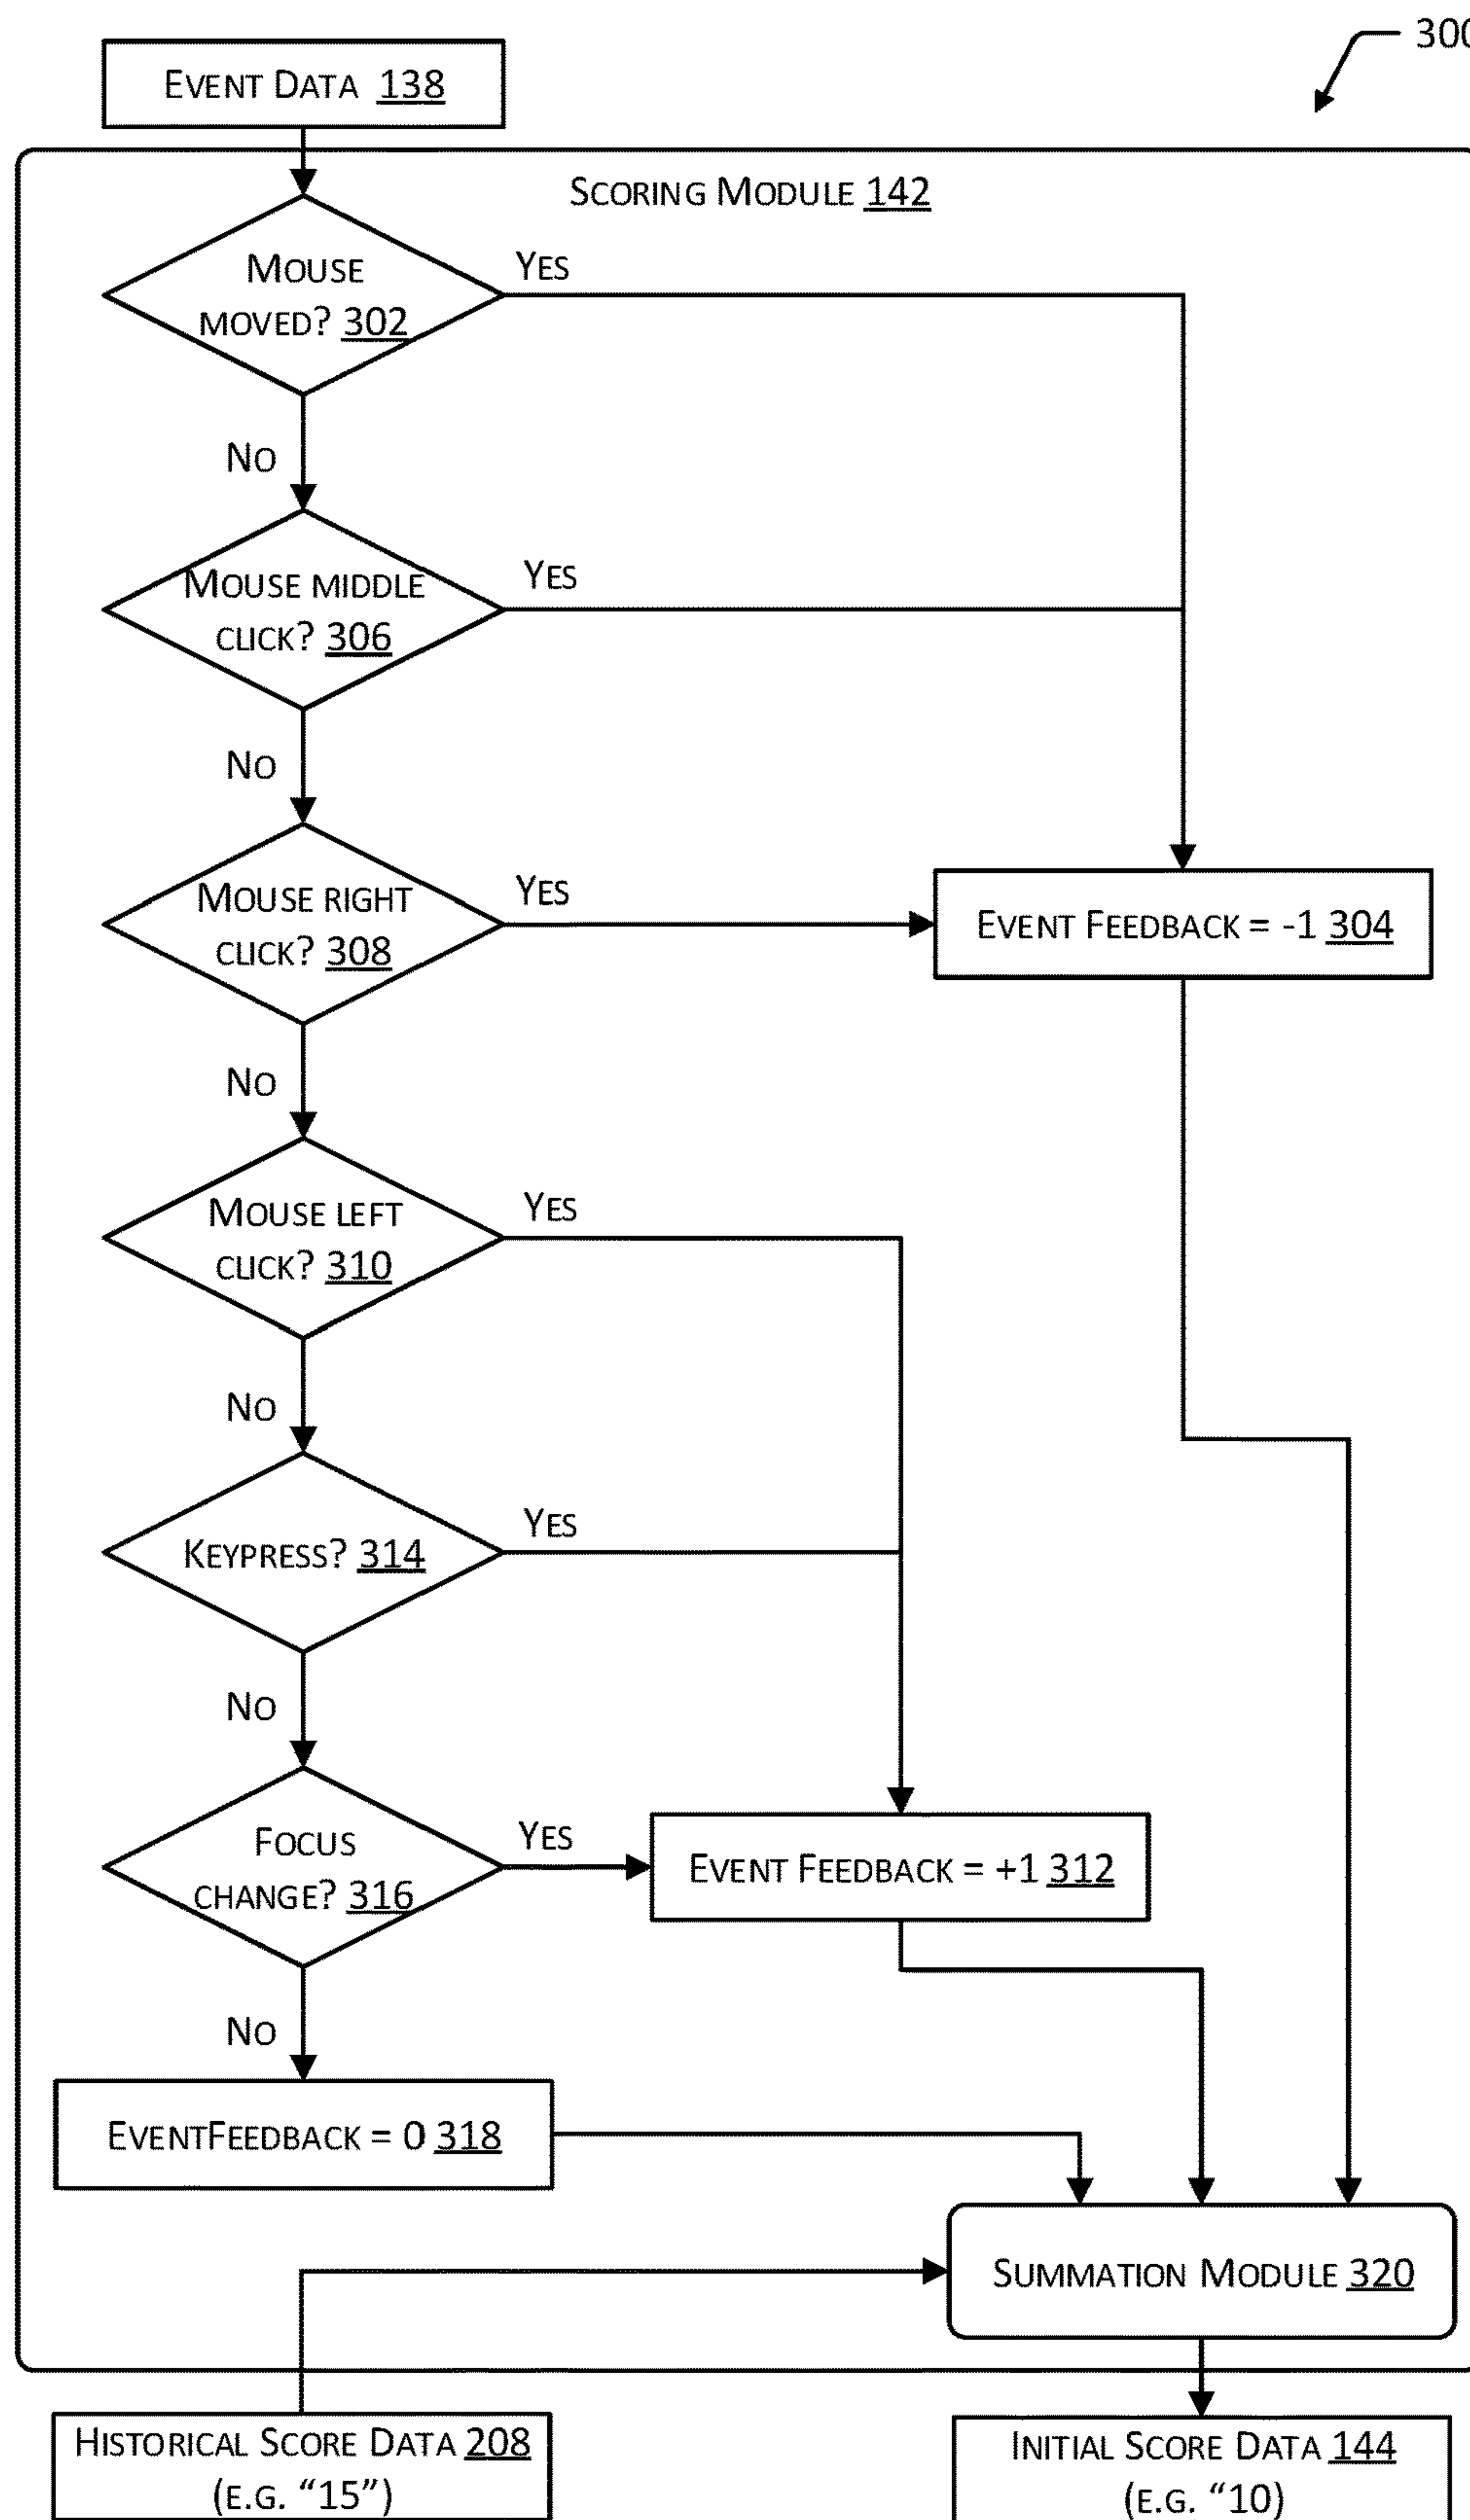 300
EVENT DATA 138
SCORING MODULE 142
MOUSE
MOVED? 302
YES
NO
MOUSE MIDDLE
CLICK? 306
YES
NO
MOUSE RIGHT
CLICK? 308
YES
EVENT FEEDBACK = -1 304
NO
MOUSE LEFT
CLICK? 310
YES
NO
KEYPRESS? 314
YES
NO
FOCUS
CHANGE? 316
YES
EVENT FEEDBACK = +1 312
NO
EVENTFEEDBACK = 0 318
SUMMATION MODULE 320
HISTORICAL SCORE DATA 208
(E.G. “15”)
INITIAL SCORE DATA 144
(E.G. “10)